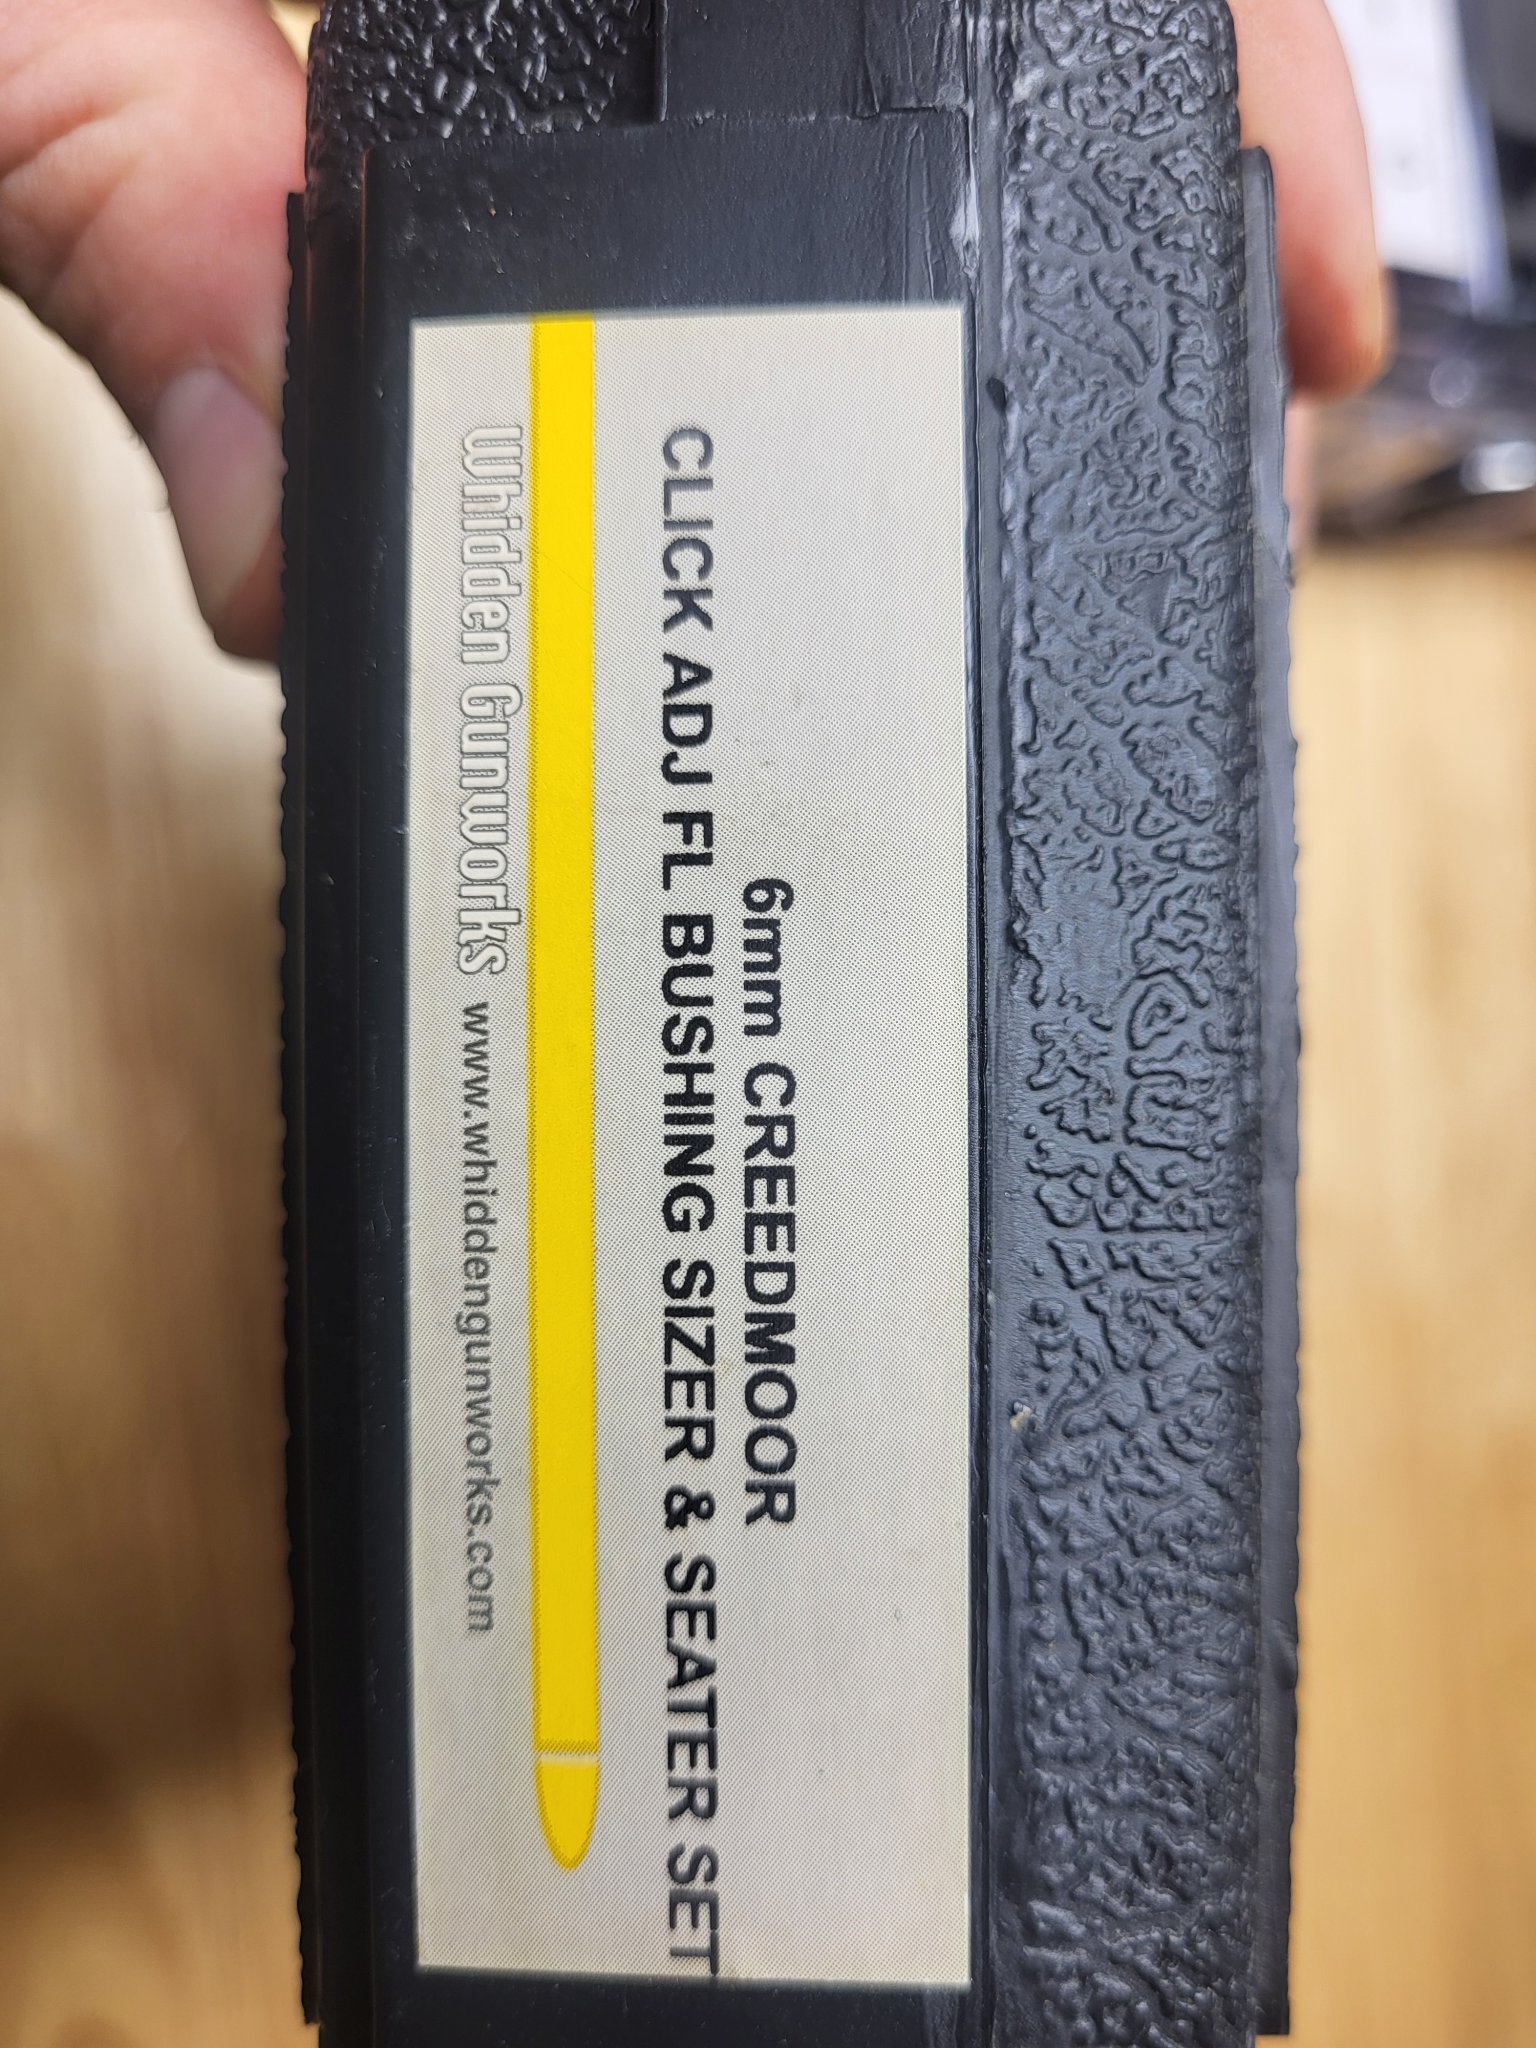 6mm CREEDMOOR
CLICK ADJ FL BUSHING SIZER & SEATER SET
Whidden Gunworks www.whiddengunworks.com